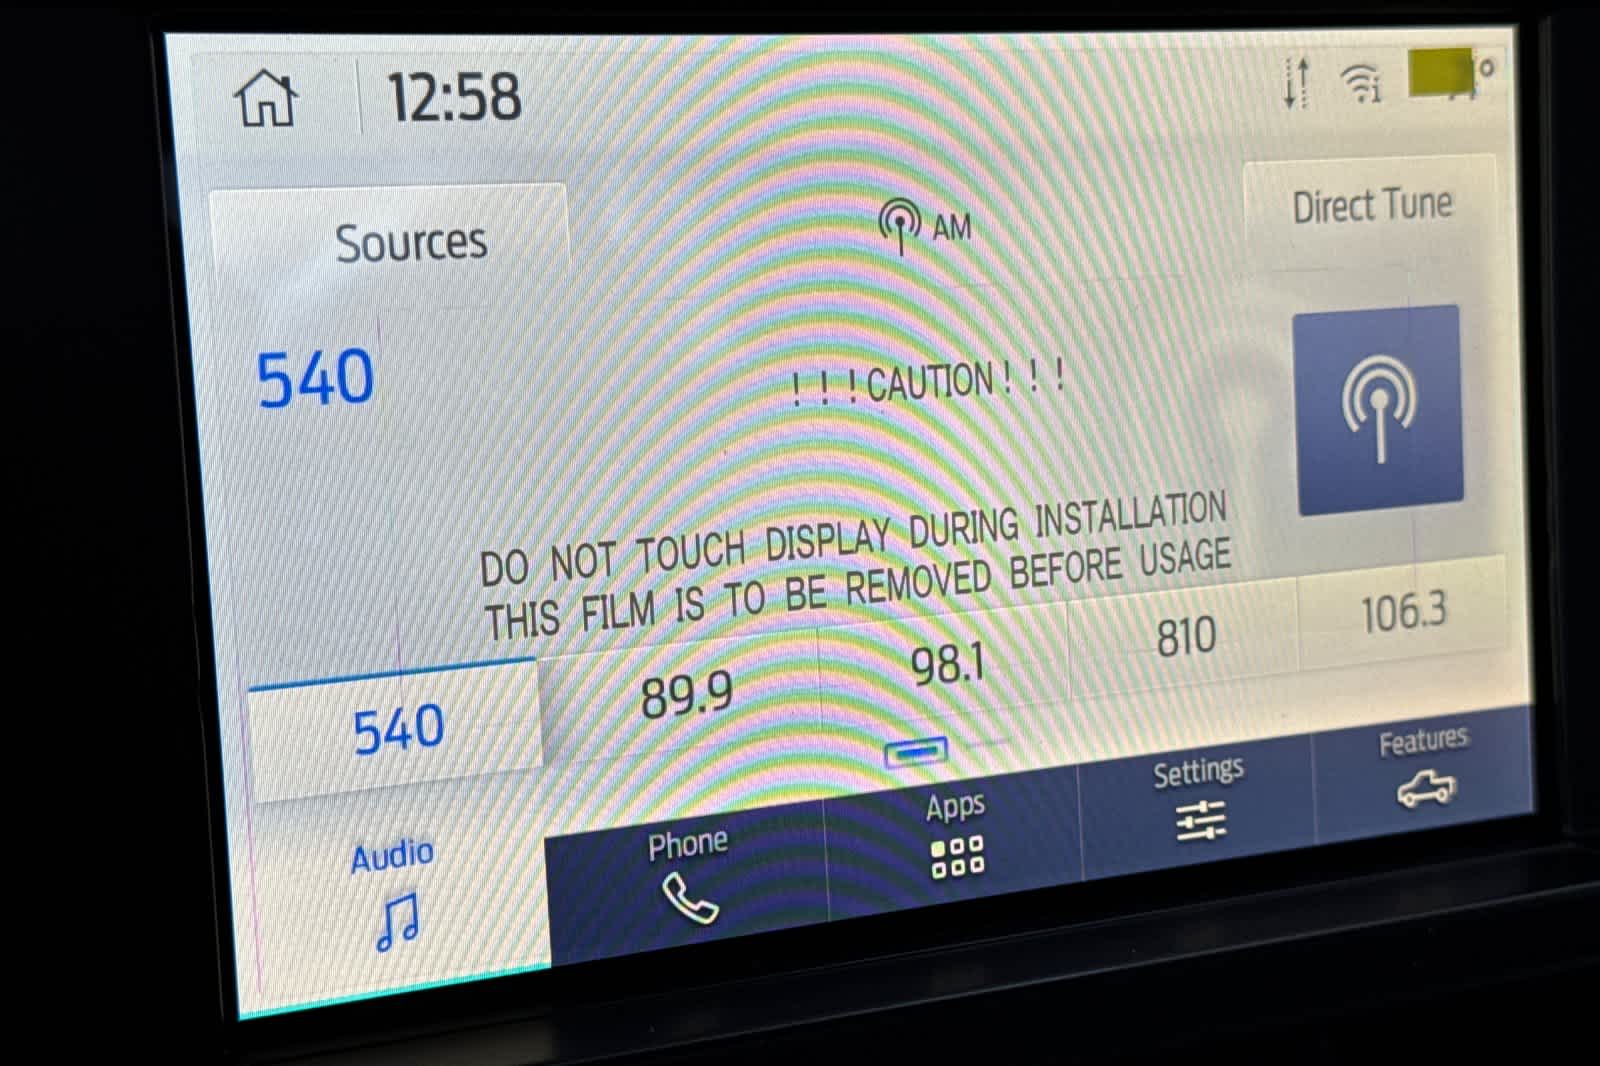 12:58
Sources
AM
Direct Tune
540
!!!CAUTION!!!
DO NOT TOUCH DISPLAY DURING INSTALLATION
THIS FILM IS TO BE REMOVED BEFORE USAGE
540
89.9
98.1
810
106.3
Audio
Phone
Apps
Settings
Features